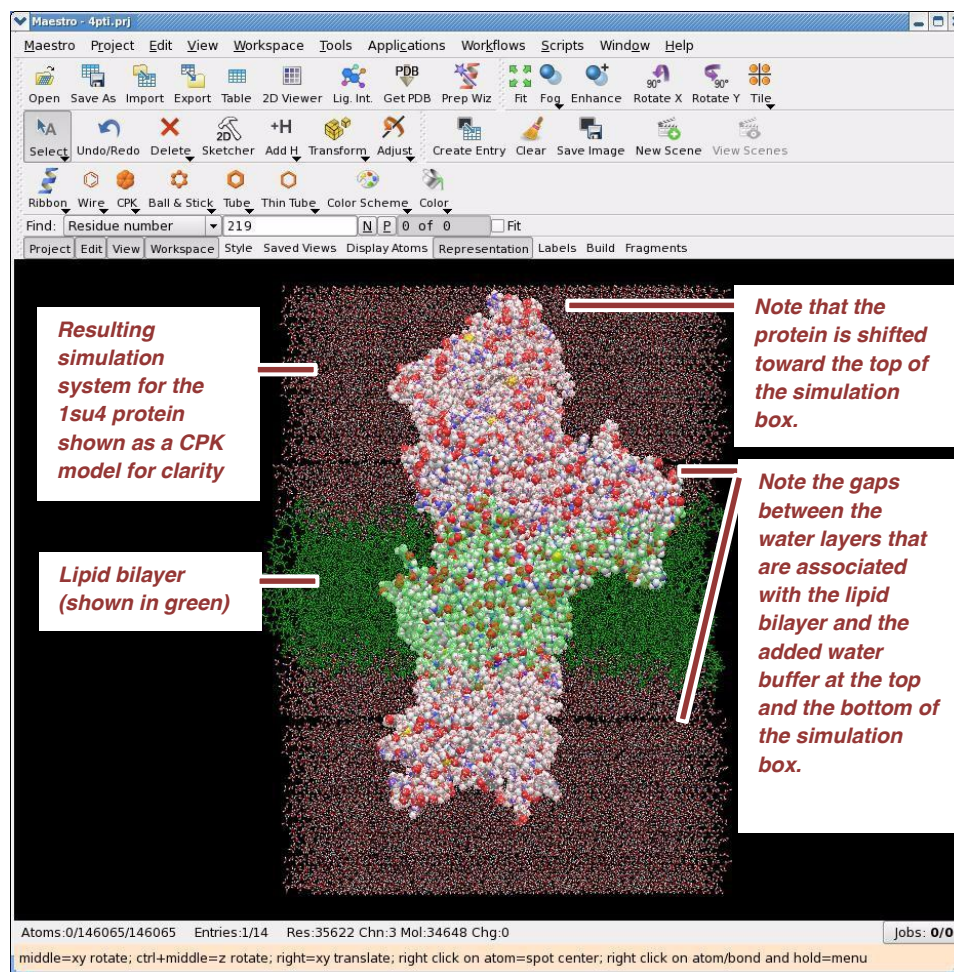 Maestro - 4pti.prj
Maestro Project Edit View Workspace Tools Applications Workflows Scripts Window Help
PDB 90° 90°
Open Save As Import Export Table 2D Viewer Lig. Int. Get PDB Prep Wiz Fit Fog Enhance Rotate X Rotate Y Tile
A 2D +H
Select Undo/Redo Delete Sketcher Add H Transform Adjust Create Entry Clear Save Image New Scene View Scenes
Ribbon Wire CPK Ball & Stick Tube Thin Tube Color Scheme Color
Find: Residue number 219 N P 0 of 0 Fit
Project Edit View Workspace Style Saved Views Display Atoms Representation Labels Build Fragments
Resulting
simulation
system for the
1su4 protein
shown as a CPK
model for clarity
Lipid bilayer
(shown in green)
Note that the
protein is shifted
toward the top of
the simulation
box.
Note the gaps
between the
water layers that
are associated
with the lipid
bilayer and the
added water
buffer at the top
and the bottom of
the simulation
box.
Atoms:0/146065/146065 Entries:1/14 Res:35622 Chn:3 Mol:34648 Chg:0 Jobs: 0/0
middle=xy rotate; ctrl+middle=z rotate; right=xy translate; right click on atom=spot center; right click on atom/bond and hold=menu